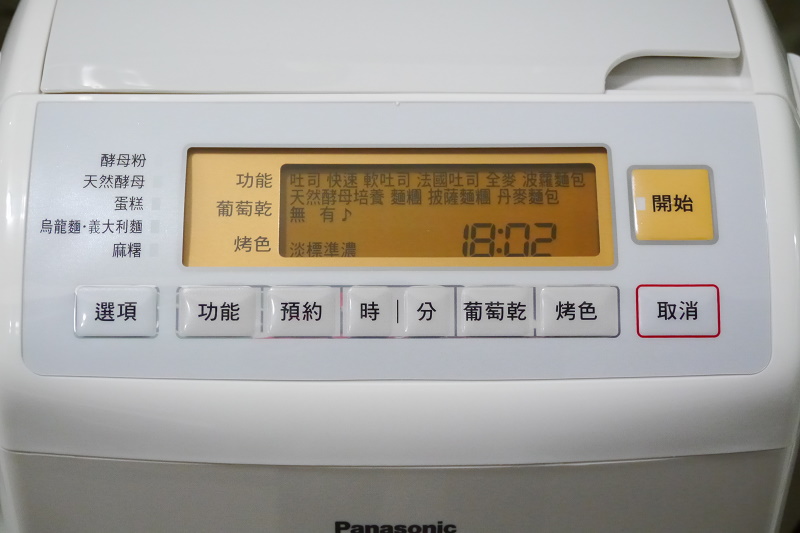 酵母粉
天然酵母
蛋糕
烏龍麵·義大利麵
麻糬
功能
葡萄乾
烤色
吐司 快速 軟吐司 法國吐司 全麥 波蘿麵包
天然酵母培養 麵糰 披薩麵糰 丹麥麵包
無 有♪
淡標準濃
18:02
開始
選項
功能
預約
時 | 分
葡萄乾
烤色
取消
Panasonic